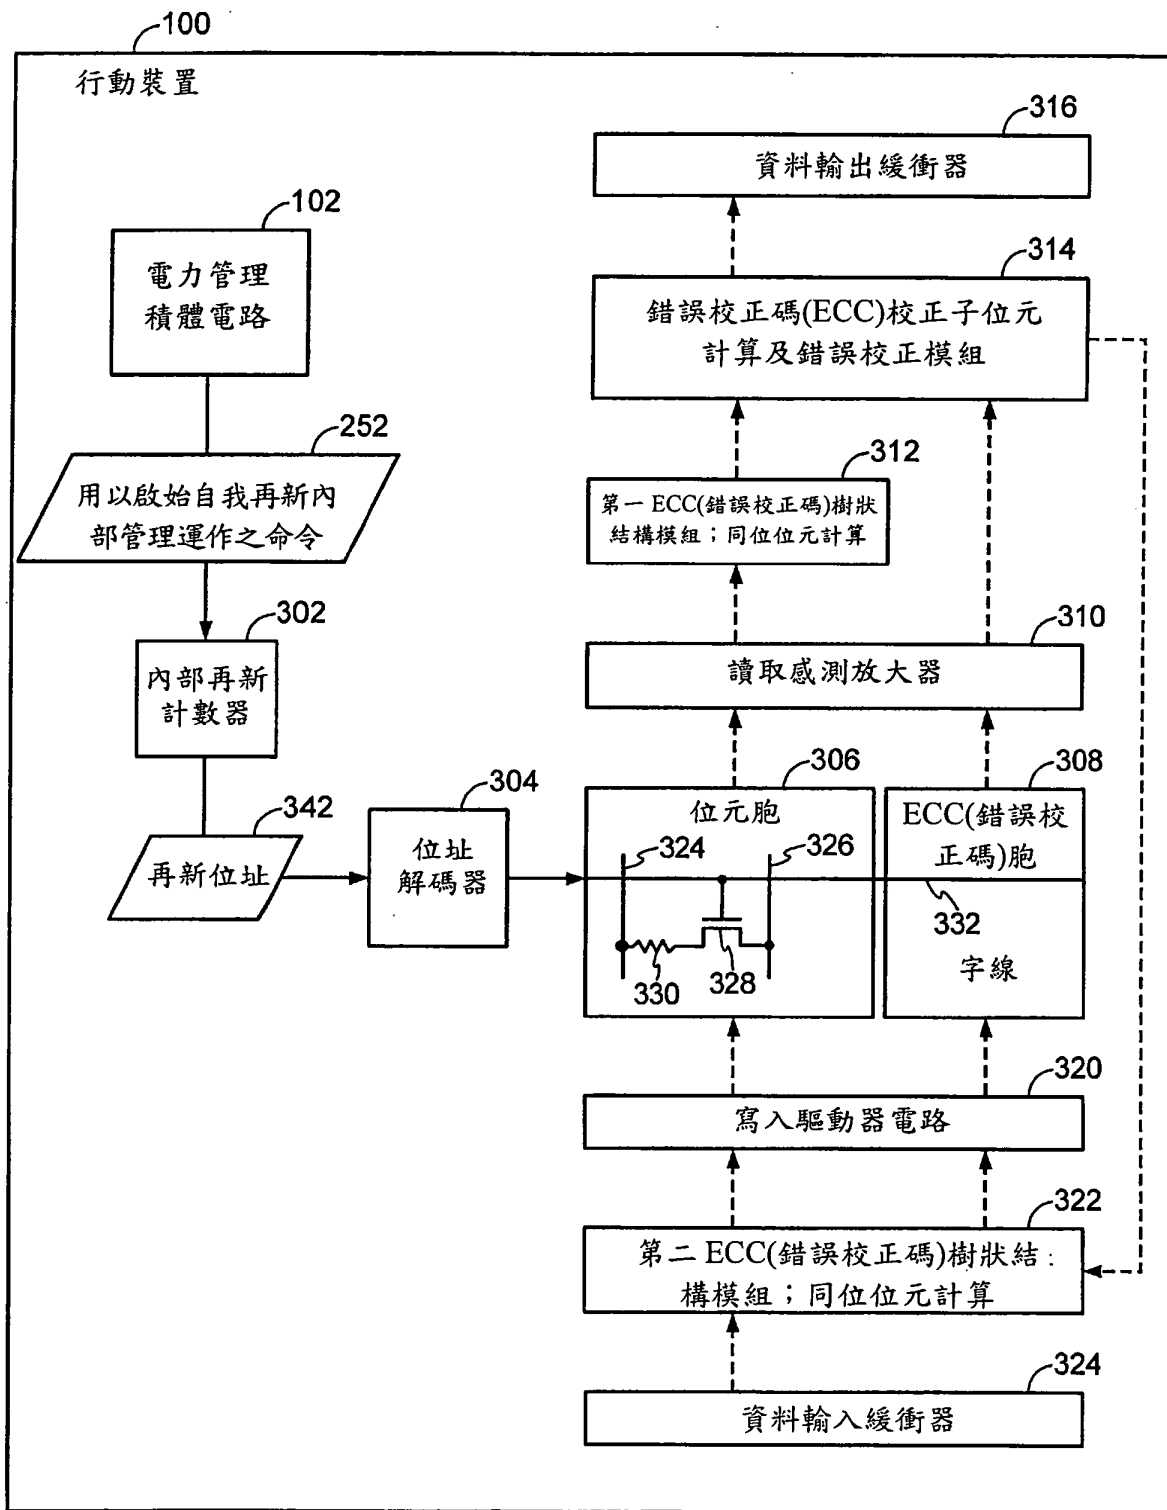 100
行動裝置
102
電力管理
積體電路
252
用以啟始自我再新內
部管理運作之命令
302
內部再新
計數器
342
再新位址
304
位址
解碼器
316
資料輸出緩衝器
314
錯誤校正碼(ECC)校正子位元
計算及錯誤校正模組
312
第一ECC(錯誤校正碼)樹狀
結構模組；同位位元計算
310
讀取感測放大器
306
位元胞
324
326
330
328
308
ECC(錯誤校
正碼)胞
332
字線
320
寫入驅動器電路
322
第二ECC(錯誤校正碼)樹狀結
構模組；同位位元計算
324
資料輸入緩衝器